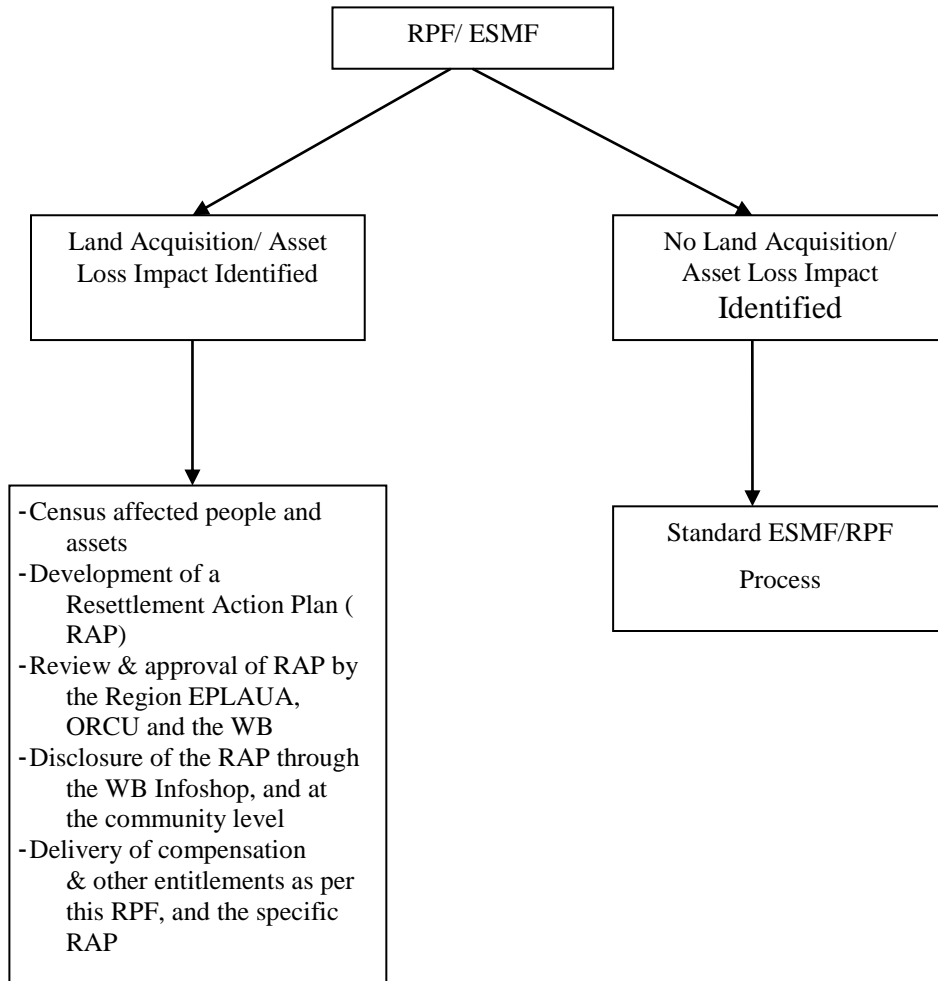 RPF/ ESMF
Land Acquisition/ Asset
Loss Impact Identified
No Land Acquisition/
Asset Loss Impact
Identified
-Census affected people and
assets
-Development of a
Resettlement Action Plan (
RAP)
-Review & approval of RAP by
the Region EPLAUA,
ORCU and the WB
-Disclosure of the RAP through
the WB Infoshop, and at
the community level
-Delivery of compensation
& other entitlements as per
this RPF, and the specific
RAP
Standard ESMF/RPF
Process